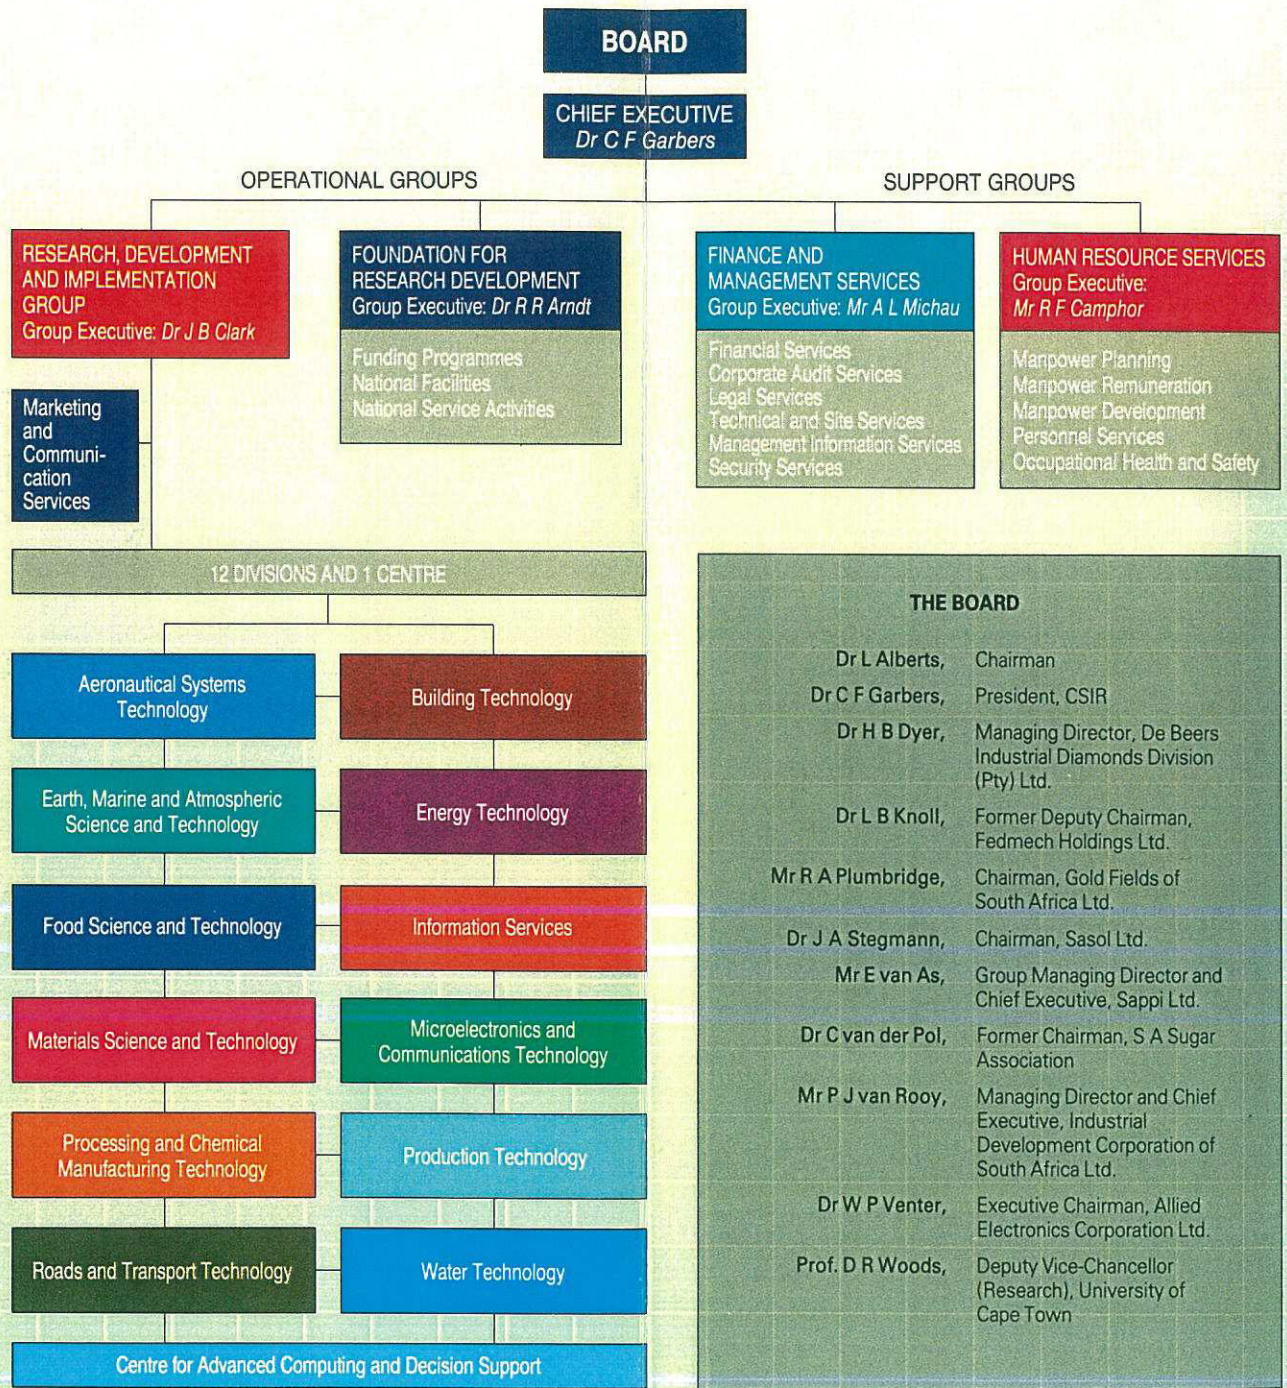 BOARD
CHIEF EXECUTIVE
Dr C F Garbers
OPERATIONAL GROUPS
SUPPORT GROUPS
RESEARCH, DEVELOPMENT
AND IMPLEMENTATION
GROUP
Group Executive: Dr J B Clark
FOUNDATION FOR
RESEARCH DEVELOPMENT
Group Executive: Dr R R Arndt
Funding Programmes
National Facilities
National Service Activities
FINANCE AND
MANAGEMENT SERVICES
Group Executive: Mr A L Michau
Financial Services
Corporate Audit Services
Legal Services
Technical and Site Services
Management Information Services
Security Services
HUMAN RESOURCE SERVICES
Group Executive:
Mr R F Camphor
Manpower Planning
Manpower Remuneration
Manpower Development
Personnel Services
Occupational Health and Safety
Marketing
and
Communi-
cation
Services
12 DIVISIONS AND 1 CENTRE
Aeronautical Systems
Technology
Building Technology
Earth, Marine and Atmospheric
Science and Technology
Energy Technology
Food Science and Technology
Information Services
Materials Science and Technology
Microelectronics and
Communications Technology
Processing and Chemical
Manufacturing Technology
Production Technology
Roads and Transport Technology
Water Technology
Centre for Advanced Computing and Decision Support
THE BOARD
Dr L Alberts, Chairman
Dr C F Garbers, President, CSIR
Dr H B Dyer, Managing Director, De Beers
Industrial Diamonds Division
(Pty) Ltd.
Dr L B Knoll, Former Deputy Chairman,
Fedmech Holdings Ltd.
Mr R A Plumbridge, Chairman, Gold Fields of
South Africa Ltd.
Dr J A Stegmann, Chairman, Sasol Ltd.
Mr E van As, Group Managing Director and
Chief Executive, Sappi Ltd.
Dr C van der Pol, Former Chairman, S A Sugar
Association
Mr P J van Rooy, Managing Director and Chief
Executive, Industrial
Development Corporation of
South Africa Ltd.
Dr W P Venter, Executive Chairman, Allied
Electronics Corporation Ltd.
Prof. D R Woods, Deputy Vice-Chancellor
(Research), University of
Cape Town